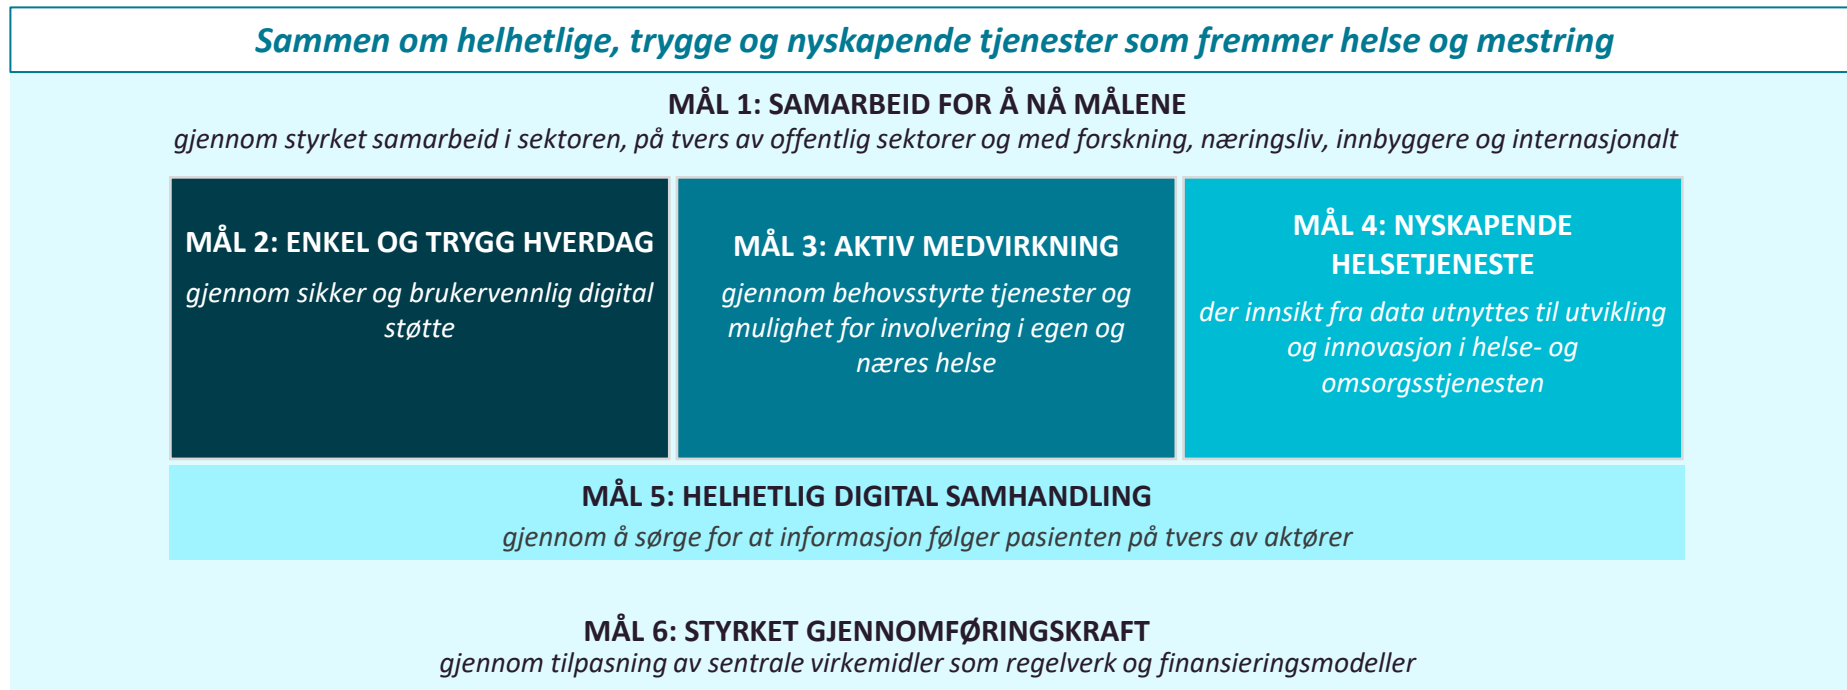 Sammen om helhetlige, trygge og nyskapende tjenester som fremmer helse og mestring
MÅL 1: SAMARBEID FOR Å NÅ MÅLENE
gjennom styrket samarbeid i sektoren, på tvers av offentlig sektorer og med forskning, næringsliv, innbyggere og internasjonalt
MÅL 2: ENKEL OG TRYGG HVERDAG
gjennom sikker og brukervennlig digital
støtte
MÅL 3: AKTIV MEDVIRKNING
gjennom behovsstyrte tjenester og
mulighet for involvering i egen og
næres helse
MÅL 4: NYSKAPENDE
HELSETJENESTE
der innsikt fra data utnyttes til utvikling
og innovasjon i helse- og
omsorgsstjenesten
MÅL 5: HELHETLIG DIGITAL SAMHANDLING
gjennom å sørge for at informasjon følger pasienten på tvers av aktører
MÅL 6: STYRKET GJENNOMFØRINGSKRAFT
gjennom tilpasning av sentrale virkemidler som regelverk og finansieringsmodeller